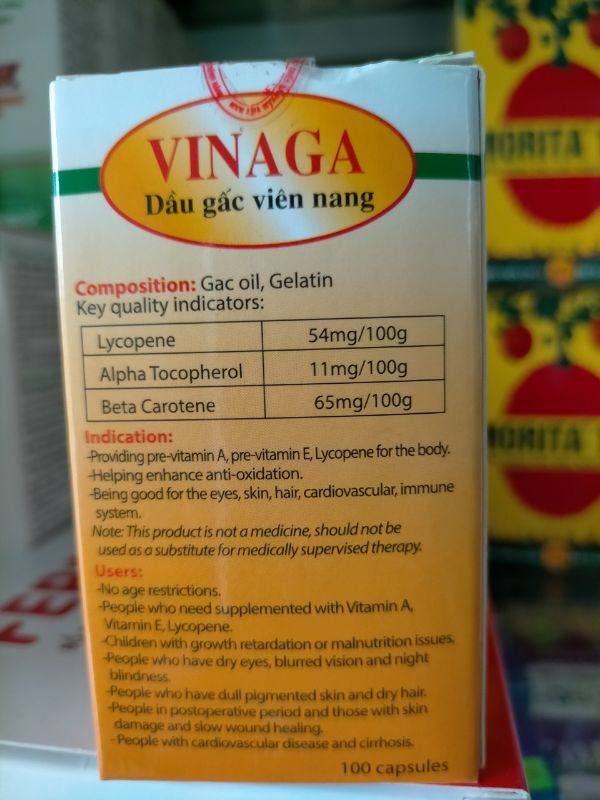 VINAGA
Dầu gấc viên nang
Composition: Gac oil, Gelatin
Key quality indicators:
Lycopene 54mg/100g
Alpha Tocopherol 11mg/100g
Beta Carotene 65mg/100g
Indication:
-Providing pre-vitamin A, pre-vitamin E, Lycopene for the body.
-Helping enhance anti-oxidation.
-Being good for the eyes, skin, hair, cardiovascular, immune
system.
Note: This product is not a medicine, should not be
used as a substitute for medically supervised therapy.
Users:
-No age restrictions.
-People who need supplemented with Vitamin A,
Vitamin E, Lycopene.
-Children with growth retardation or malnutrition issues.
-People who have dry eyes, blurred vision and night
blindness.
-People who have dull pigmented skin and dry hair.
-People in postoperative period and those with skin
damage and slow wound healing.
-People with cardiovascular disease and cirrhosis.
100 capsules
MORITA
MORITA